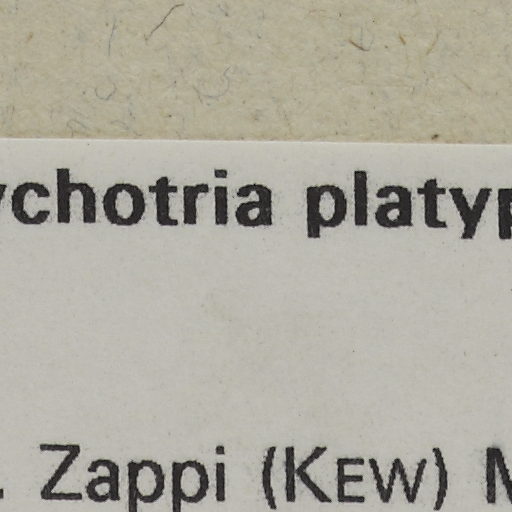 ychotria platyp
. Zappi (KEW) M